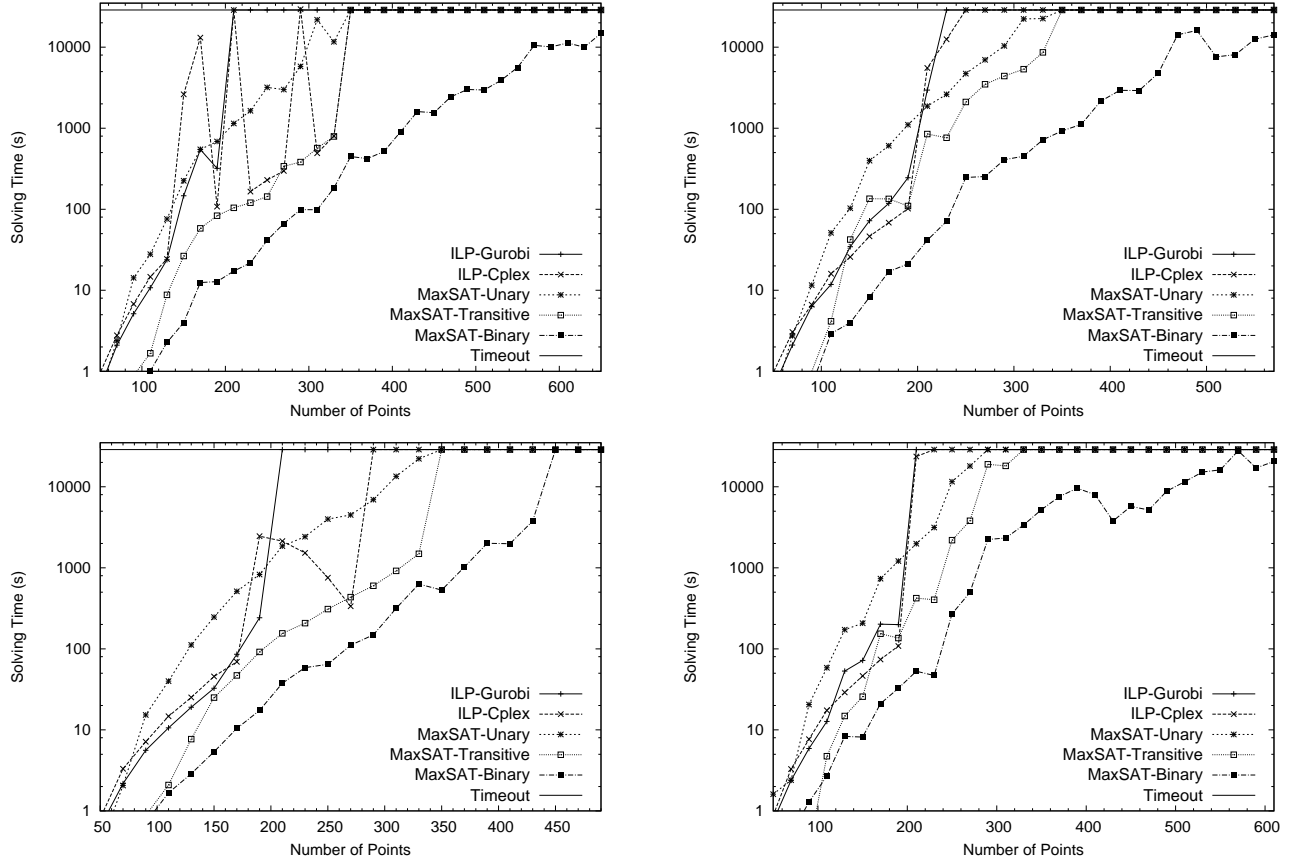 10000
1000
100
10
1
Solving Time (s)
ILP-Gurobi
ILP-Cplex
MaxSAT-Unary
MaxSAT-Transitive
MaxSAT-Binary
Timeout
100 200 300 400 500 600
Number of Points
10000
1000
100
10
1
Solving Time (s)
ILP-Gurobi
ILP-Cplex
MaxSAT-Unary
MaxSAT-Transitive
MaxSAT-Binary
Timeout
100 200 300 400 500
Number of Points
10000
1000
100
10
1
Solving Time (s)
ILP-Gurobi
ILP-Cplex
MaxSAT-Unary
MaxSAT-Transitive
MaxSAT-Binary
Timeout
50 100 150 200 250 300 350 400 450
Number of Points
10000
1000
100
10
1
Solving Time (s)
ILP-Gurobi
ILP-Cplex
MaxSAT-Unary
MaxSAT-Transitive
MaxSAT-Binary
Timeout
100 200 300 400 500 600
Number of Points